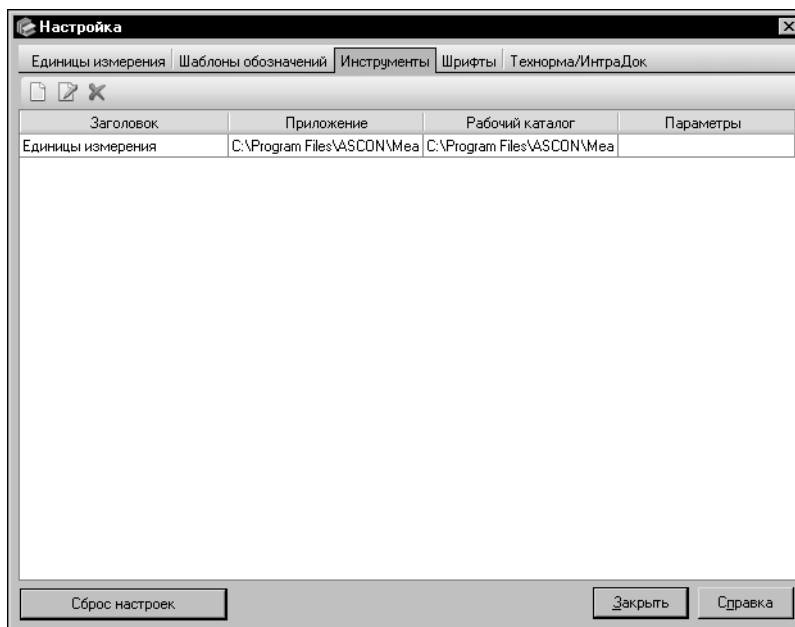 Настройка
Единицы измерения Шаблоны обозначений Инструменты Шрифты Технорма/ИнтраДок
Заголовок Приложение Рабочий каталог Параметры
Единицы измерения C:\Program Files\ASCON\Mea C:\Program Files\ASCON\Mea
Сброс настроек Закрыть Справка